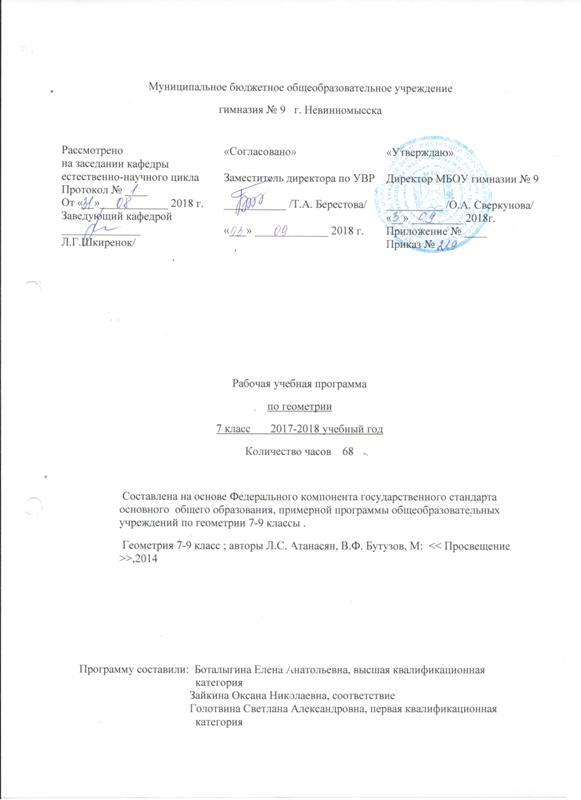 Муниципальное бюджетное общеобразовательное учреждение
гимназия № 9 г. Невинномысска
Рассмотрено
на заседании кафедры
естественно-научного цикла
Протокол № 1
От «31» 08 2018 г.
Заведующий кафедрой
Л.Г.Шкиренок/
«Согласовано»
Заместитель директора по УВР
/Т.А. Берестова/
«03» 09 2018 г.
«Утверждаю»
Директор МБОУ гимназии № 9
/О.А. Сверкунова/
«3» 09 2018г.
Приложение №
Приказ № 219
Рабочая учебная программа
по геометрии
7 класс 2017-2018 учебный год
Количество часов 68
Составлена на основе Федерального компонента государственного стандарта
основного общего образования, примерной программы общеобразовательных
учреждений по геометрии 7-9 классы .
Геометрия 7-9 класс ; авторы Л.С. Атанасян, В.Ф. Бутузов, М: << Просвещение
>>,2014
Программу составили: Боталыгина Елена Анатольевна, высшая квалификационная
категория
Зайкина Оксана Николаевна, соответствие
Голотвина Светлана Александровна, первая квалификационная
категория